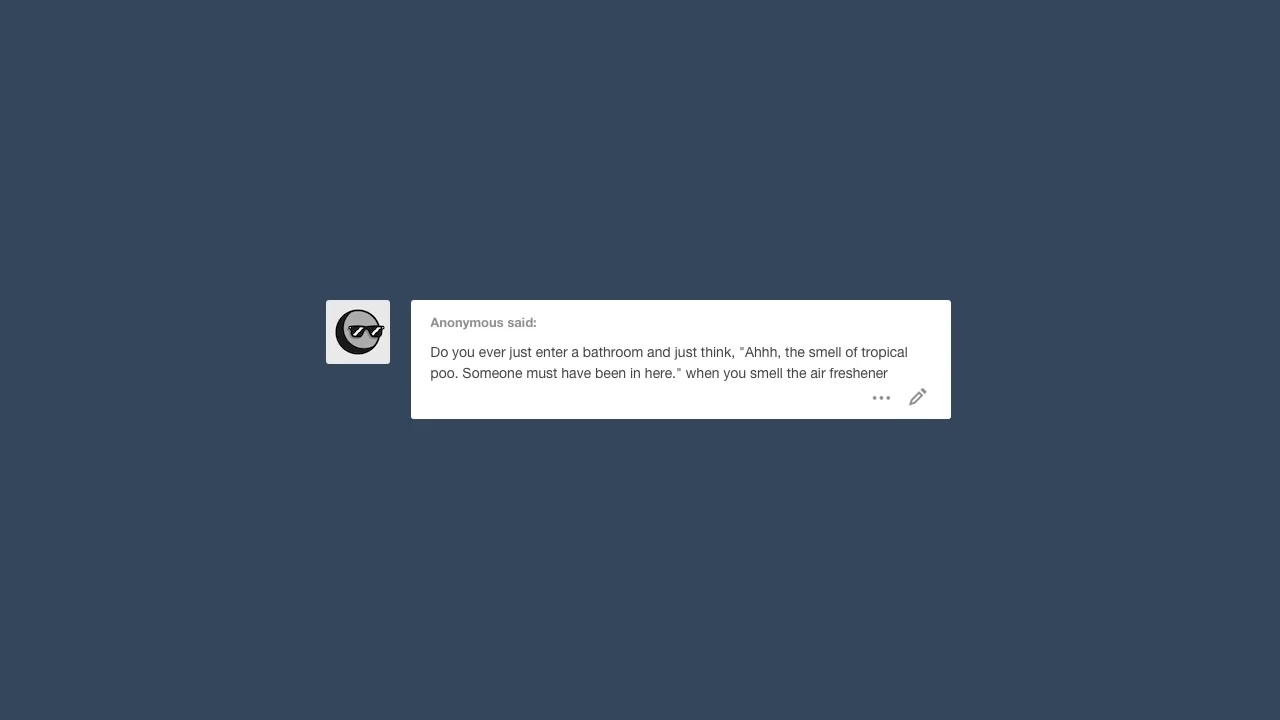 Anonymous said:
Do you ever just enter a bathroom and just think, "Ahhh, the smell of tropical
poo. Someone must have been in here." when you smell the air freshener